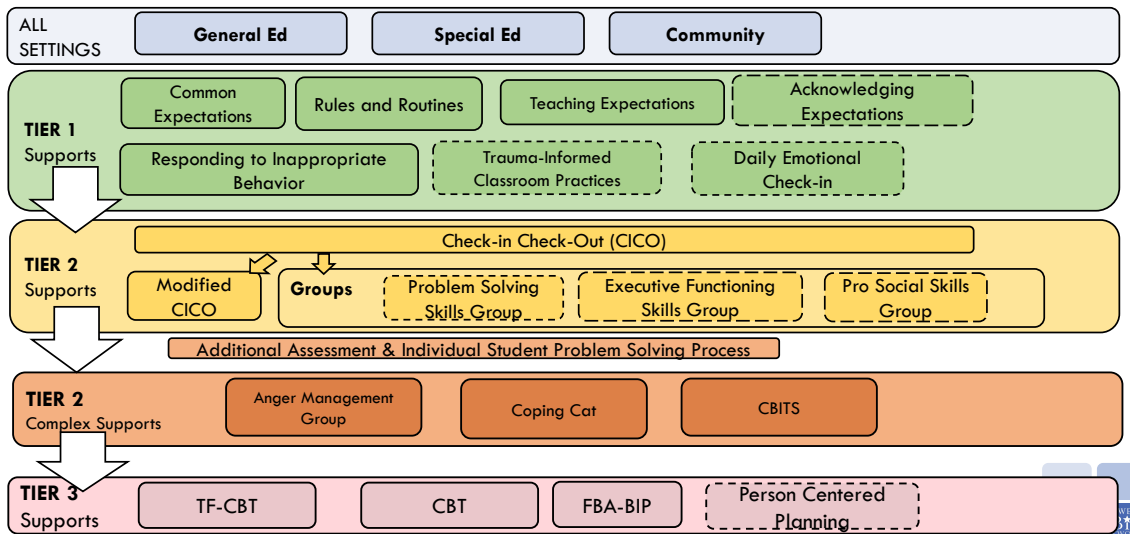 ALL
SETTINGS
General Ed
Special Ed
Community
TIER 1
Supports
Common
Expectations
Rules and Routines
Teaching Expectations
Acknowledging
Expectations
Responding to Inappropriate
Behavior
Trauma-Informed
Classroom Practices
Daily Emotional
Check-in
TIER 2
Supports
Check-in Check-Out (CICO)
Modified
CICO
Groups
Problem Solving
Skills Group
Executive Functioning
Skills Group
Pro Social Skills
Group
Additional Assessment & Individual Student Problem Solving Process
TIER 2
Complex Supports
Anger Management
Group
Coping Cat
CBITS
TIER 3
Supports
TF-CBT
CBT
FBA-BIP
Person Centered
Planning